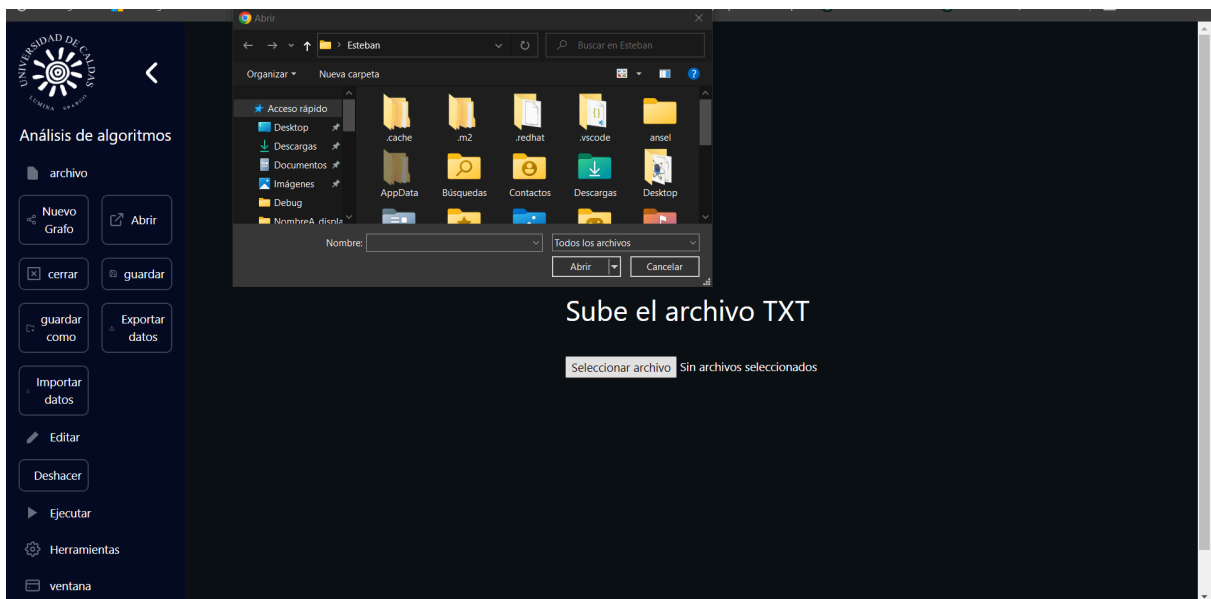 UNIVERSIDAD DE CALDAS
LUMINA SPARGO
Análisis de algoritmos
archivo
Nuevo
Grafo
Abrir
cerrar
guardar
guardar
como
Exportar
datos
Importar
datos
Editar
Deshacer
Ejecutar
Herramientas
ventana
Abrir
Esteban
Buscar en Esteban
Organizar
Nueva carpeta
Acceso rápido
Desktop
Descargas
Documentos
Imágenes
Debug
NombreA_displa
.cache
.m2
.redhat
.vscode
ansel
AppData
Búsquedas
Contactos
Descargas
Desktop
Nombre:
Todos los archivos
Abrir
Cancelar
Sube el archivo TXT
Seleccionar archivo Sin archivos seleccionados